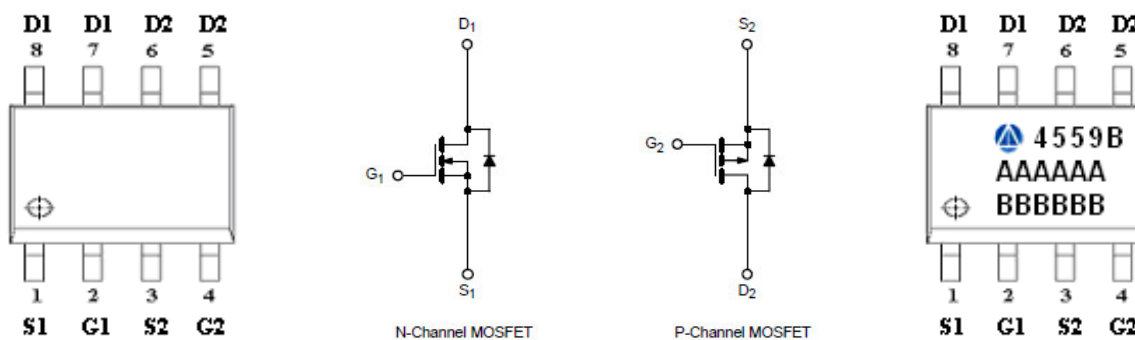 D1 D1 D2 D2
8 7 6 5
1 2 3 4
S1 G1 S2 G2
D1
G1
S1
N-Channel MOSFET
S2
G2
D2
P-Channel MOSFET
D1 D1 D2 D2
8 7 6 5
4559B
AAAAAA
BBBBBB
1 2 3 4
S1 G1 S2 G2